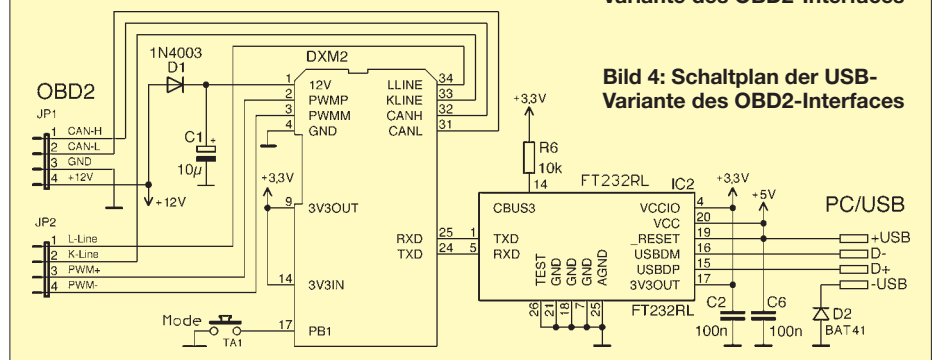 Variante des OBD2-Interfaces
Bild 4: Schaltplan der USB-
Variante des OBD2-Interfaces
OBD2
JP1
1 CAN-H
2 CAN-L
3 GND
4 +12V
JP2
1 L-Line
2 K-Line
3 PWM+
4 PWM-
1N4003
D1
C1
+
10µ
+12V
+3,3V
Mode
TA1
DXM2
1 12V
2 PWMP
3 PWMM
4 GND
9 3V3OUT
14 3V3IN
17 PB1
LLINE 34
KLINE 33
CANH 32
CANL 31
RXD 25
TXD 24
+3,3V
R6
10k
14
FT232RL
IC2
CBUS3
1 TXD
5 RXD
VCCIO 4
VCC 20
_RESET 19
USBDM 16
USBDP 15
3V3OUT 17
TEST GND GND GND AGND
26 21 18 7 25
FT232RL
+3,3V
+5V
PC/USB
+USB
D-
D+
-USB
C2
100n
C6
100n
D2
BAT41